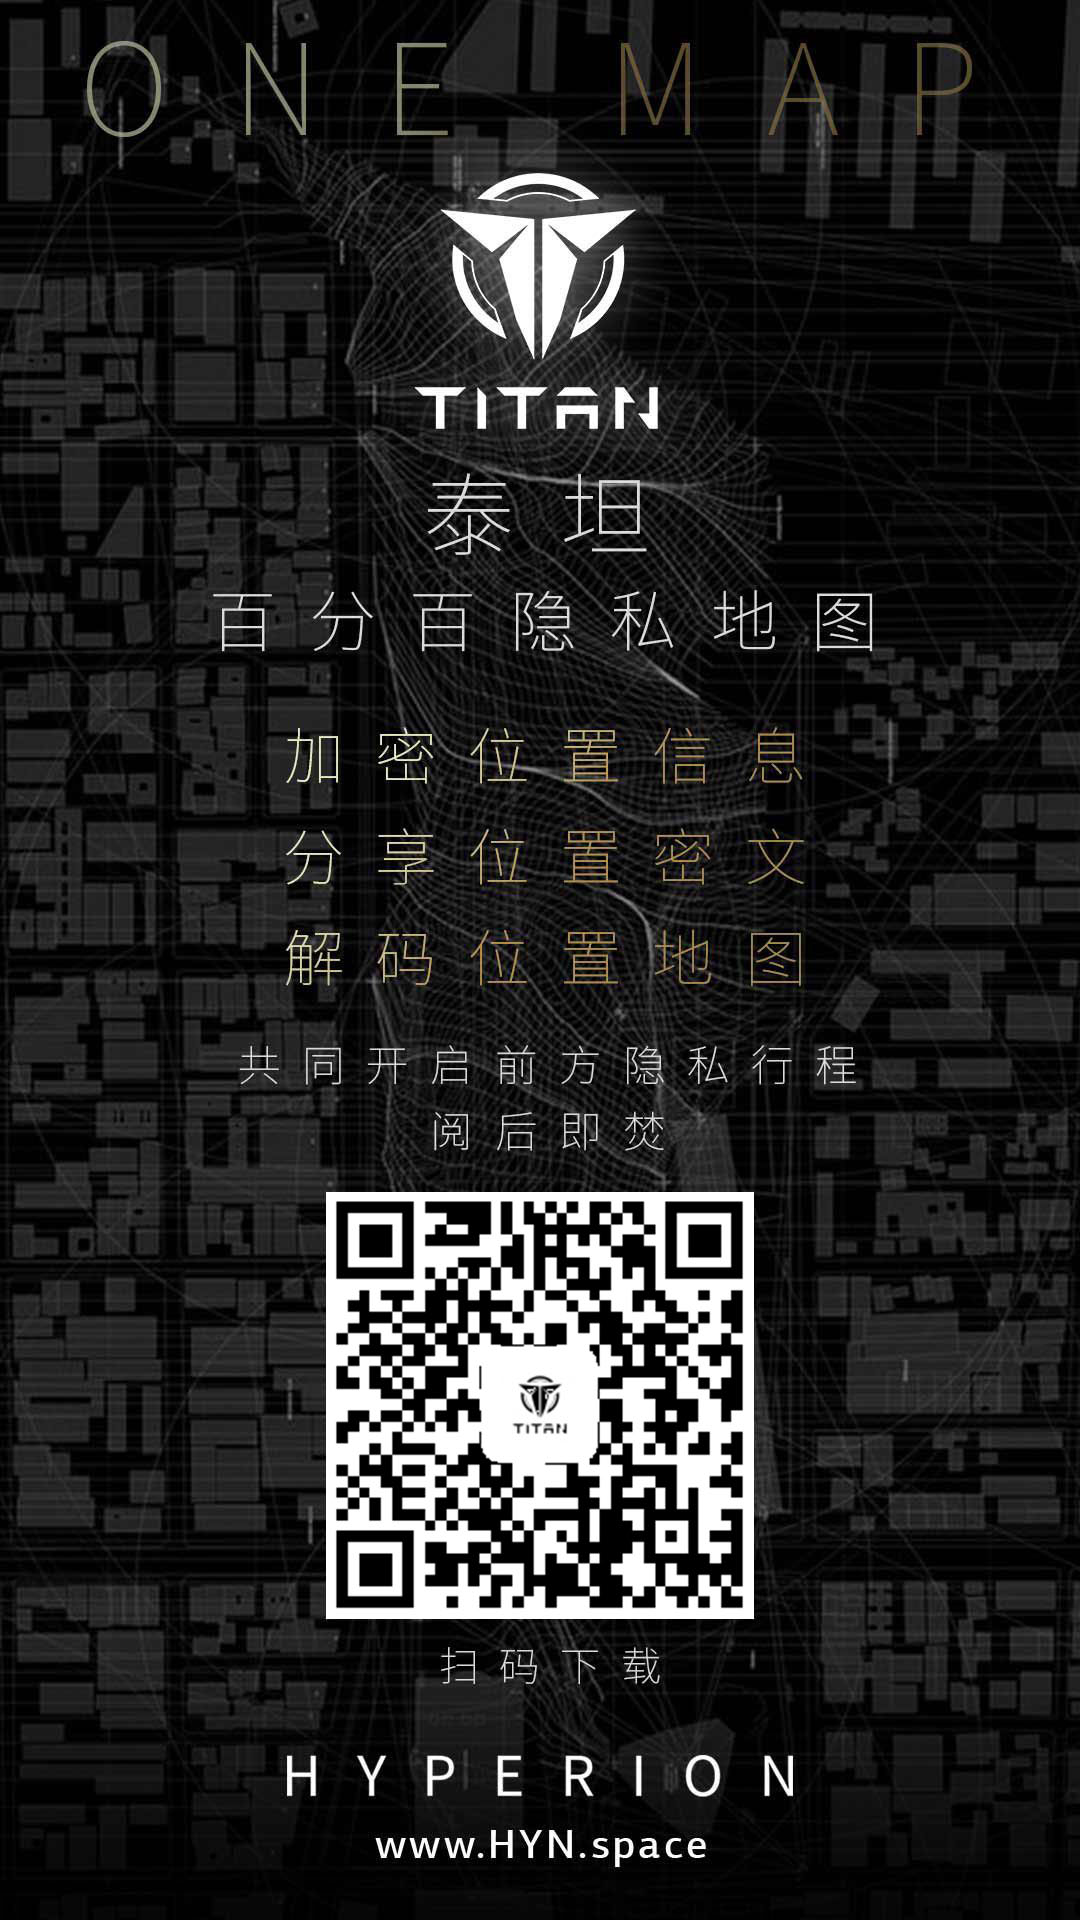 ONE MAP
TITAN
泰坦
百分百隐私地图
加密位置信息
分享位置密文
解码位置地图
共同开启前方隐私行程
阅后即焚
TITAN
扫码下载
HYPERION
www.HYN.space